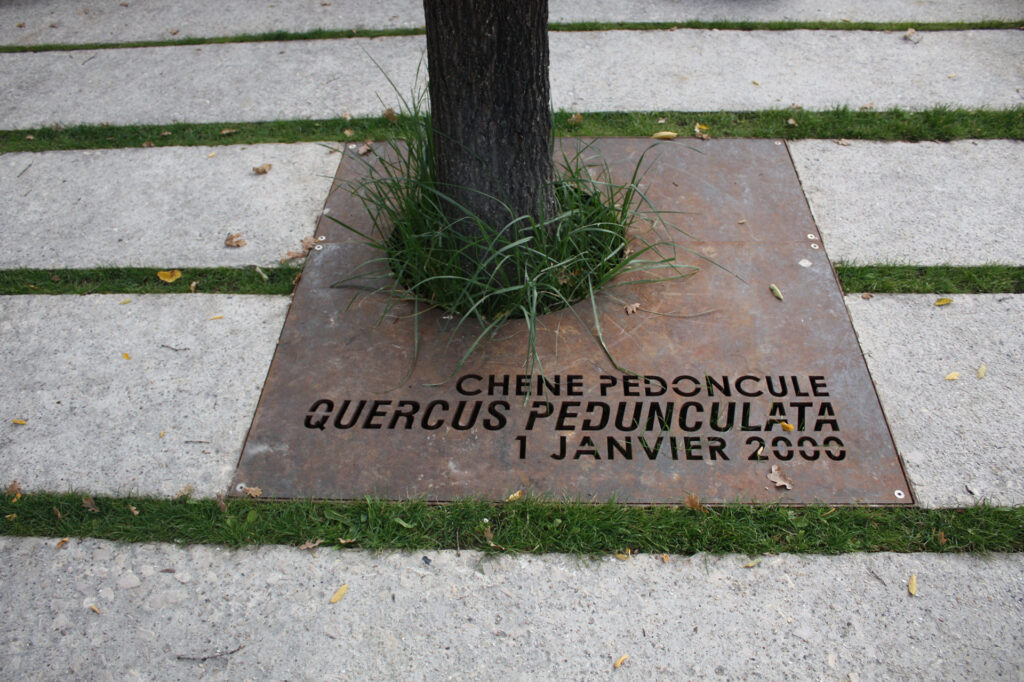 CHENE PEDONCULE
QUERCUS PEDUNCULATA
1 JANVIER 2000